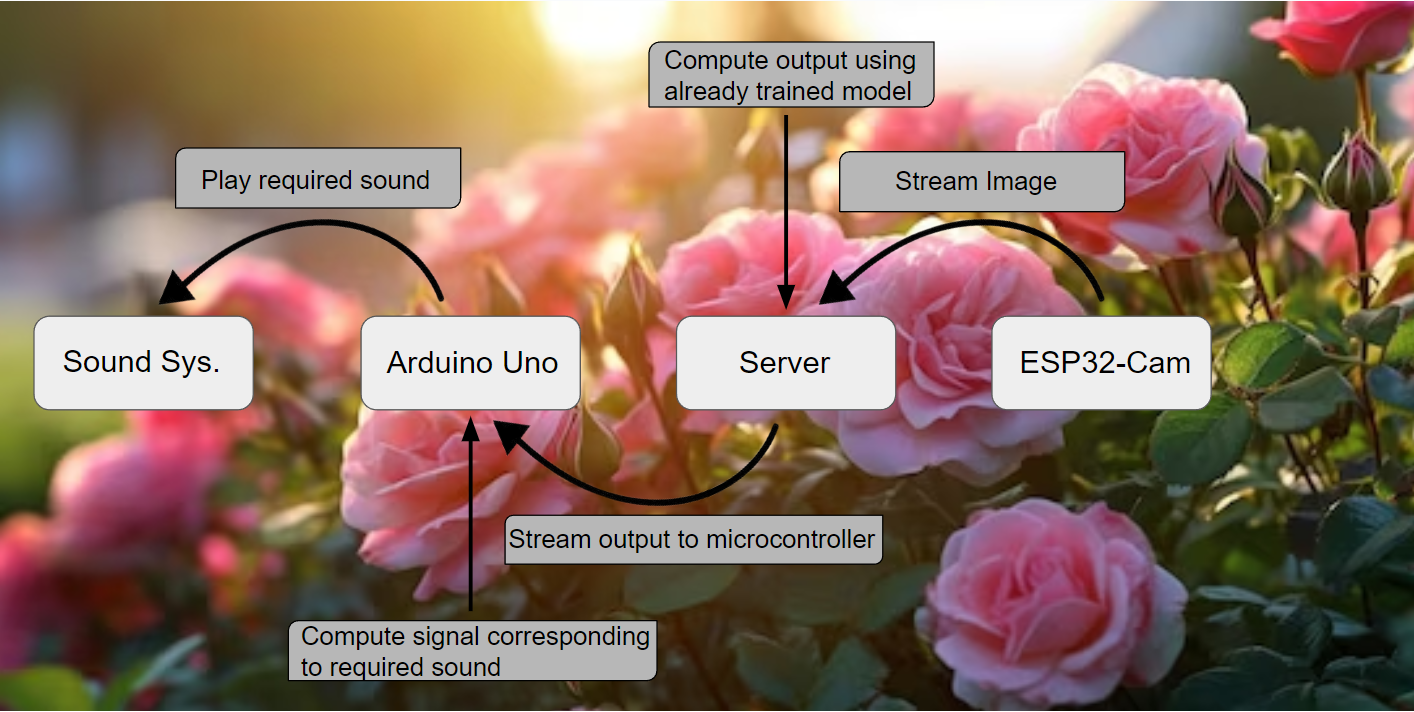 Compute output using
already trained model
Play required sound
Stream Image
Sound Sys.
Arduino Uno
Server
ESP32-Cam
Stream output to microcontroller
Compute signal corresponding
to required sound